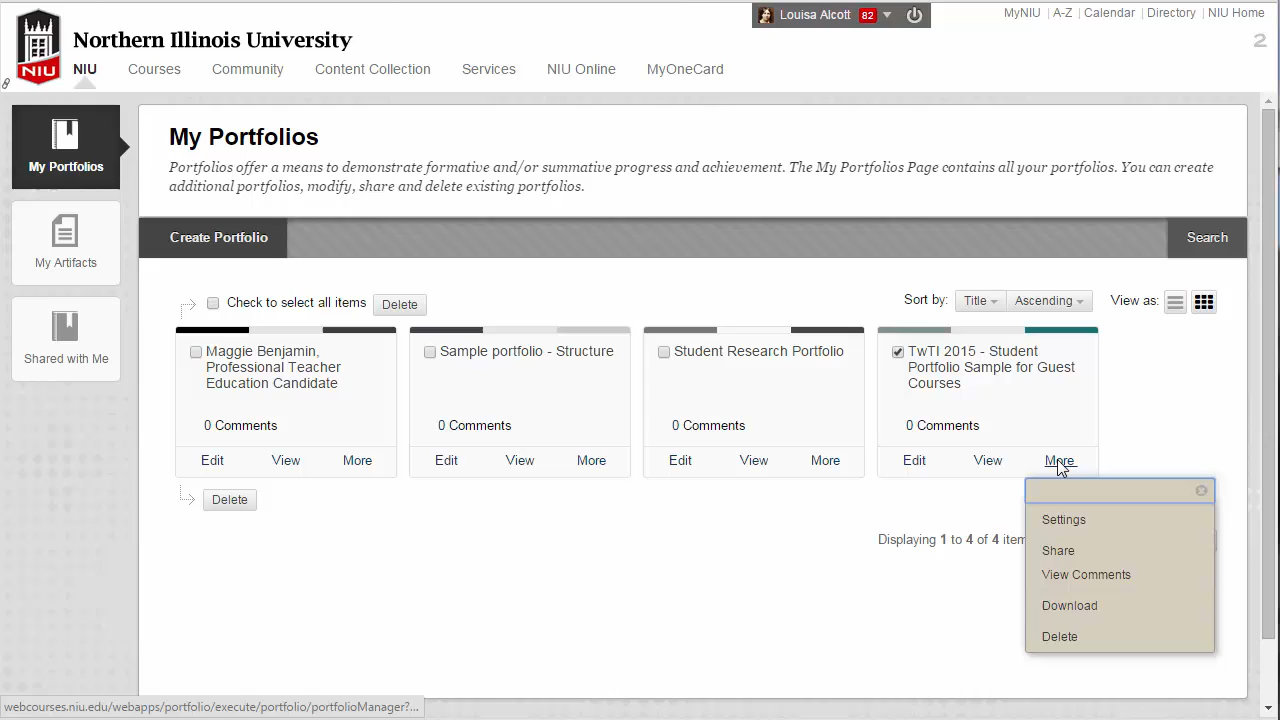 Louisa Alcott 82
MyNIU | A-Z | Calendar | Directory | NIU Home
NIU
Northern Illinois University
2
NIU Courses Community Content Collection Services NIU Online MyOneCard
My Portfolios
My Artifacts
Shared with Me
My Portfolios
Portfolios offer a means to demonstrate formative and/or summative progress and achievement. The My Portfolios Page contains all your portfolios. You can create
additional portfolios, modify, share and delete existing portfolios.
Create Portfolio Search
Check to select all items Delete
Sort by: Title Ascending View as:
Maggie Benjamin,
Professional Teacher
Education Candidate
0 Comments
Edit View More
Sample portfolio - Structure
0 Comments
Edit View More
Student Research Portfolio
0 Comments
Edit View More
TwTI 2015 - Student
Portfolio Sample for Guest
Courses
0 Comments
Edit View More
Delete
Displaying 1 to 4 of 4 item
Settings
Share
View Comments
Download
Delete
webcourses.niu.edu/webapps/portfolio/execute/portfolio/portfolioManager?...